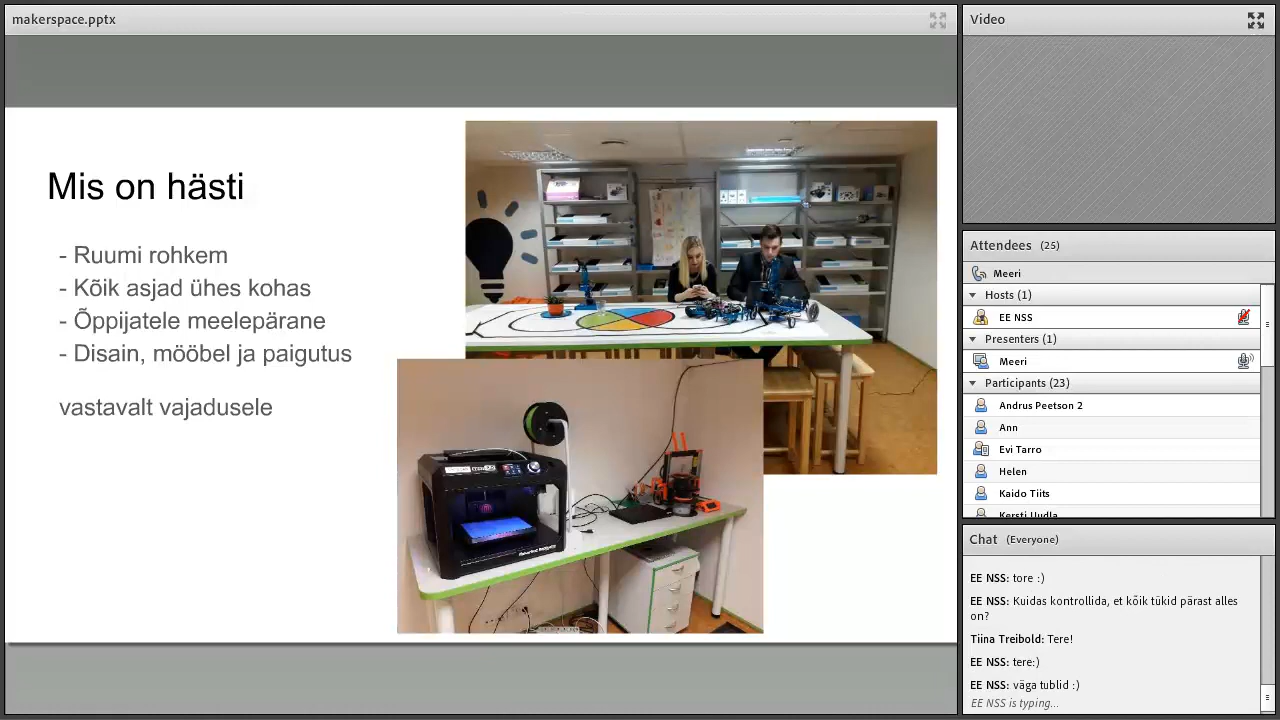 makerspace.pptx
Mis on hästi
- Ruumi rohkem
- Kõik asjad ühes kohas
- Õppijatele meelepärane
- Disain, mööbel ja paigutus
vastavalt vajadusele
Video
Attendees (25)
Meeri
Hosts (1)
EE NSS
Presenters (1)
Meeri
Participants (23)
Andrus Peetson 2
Ann
Evi Tarro
Helen
Kaido Tiits
Kersti Uudla
Chat (Everyone)
EE NSS: tore :)
EE NSS: Kuidas kontrollida, et kõik tükid pärast alles
on?
Tiina Treibold: Tere!
EE NSS: tere:)
EE NSS: väga tublid :)
EE NSS is typing...